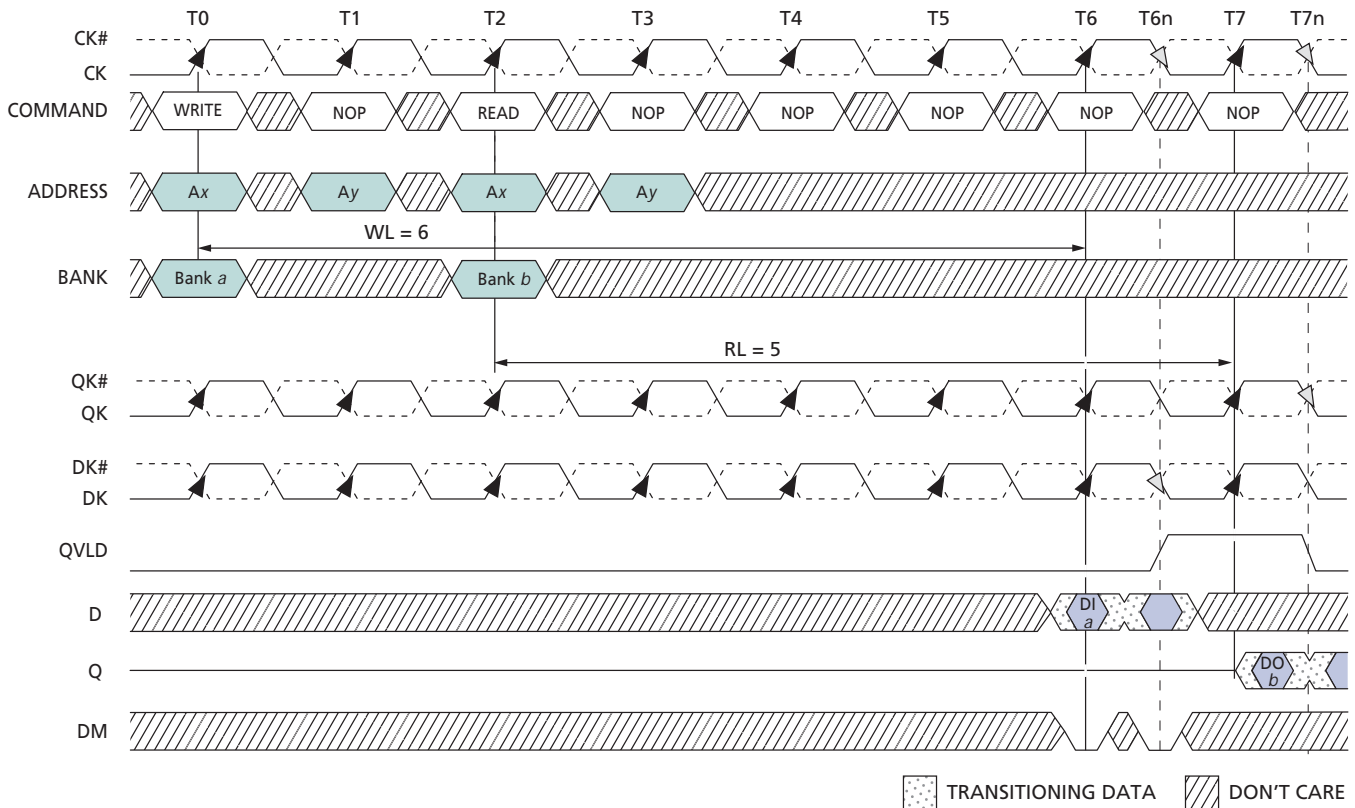 T0 T1 T2 T3 T4 T5 T6 T6n T7 T7n
CK#
CK
COMMAND WRITE NOP READ NOP NOP NOP NOP NOP
ADDRESS Ax Ay Ax Ay
WL = 6
BANK Bank a Bank b
RL = 5
QK#
QK
DK#
DK
QVLD
D DI a
Q DO b
DM
TRANSITIONING DATA DON'T CARE